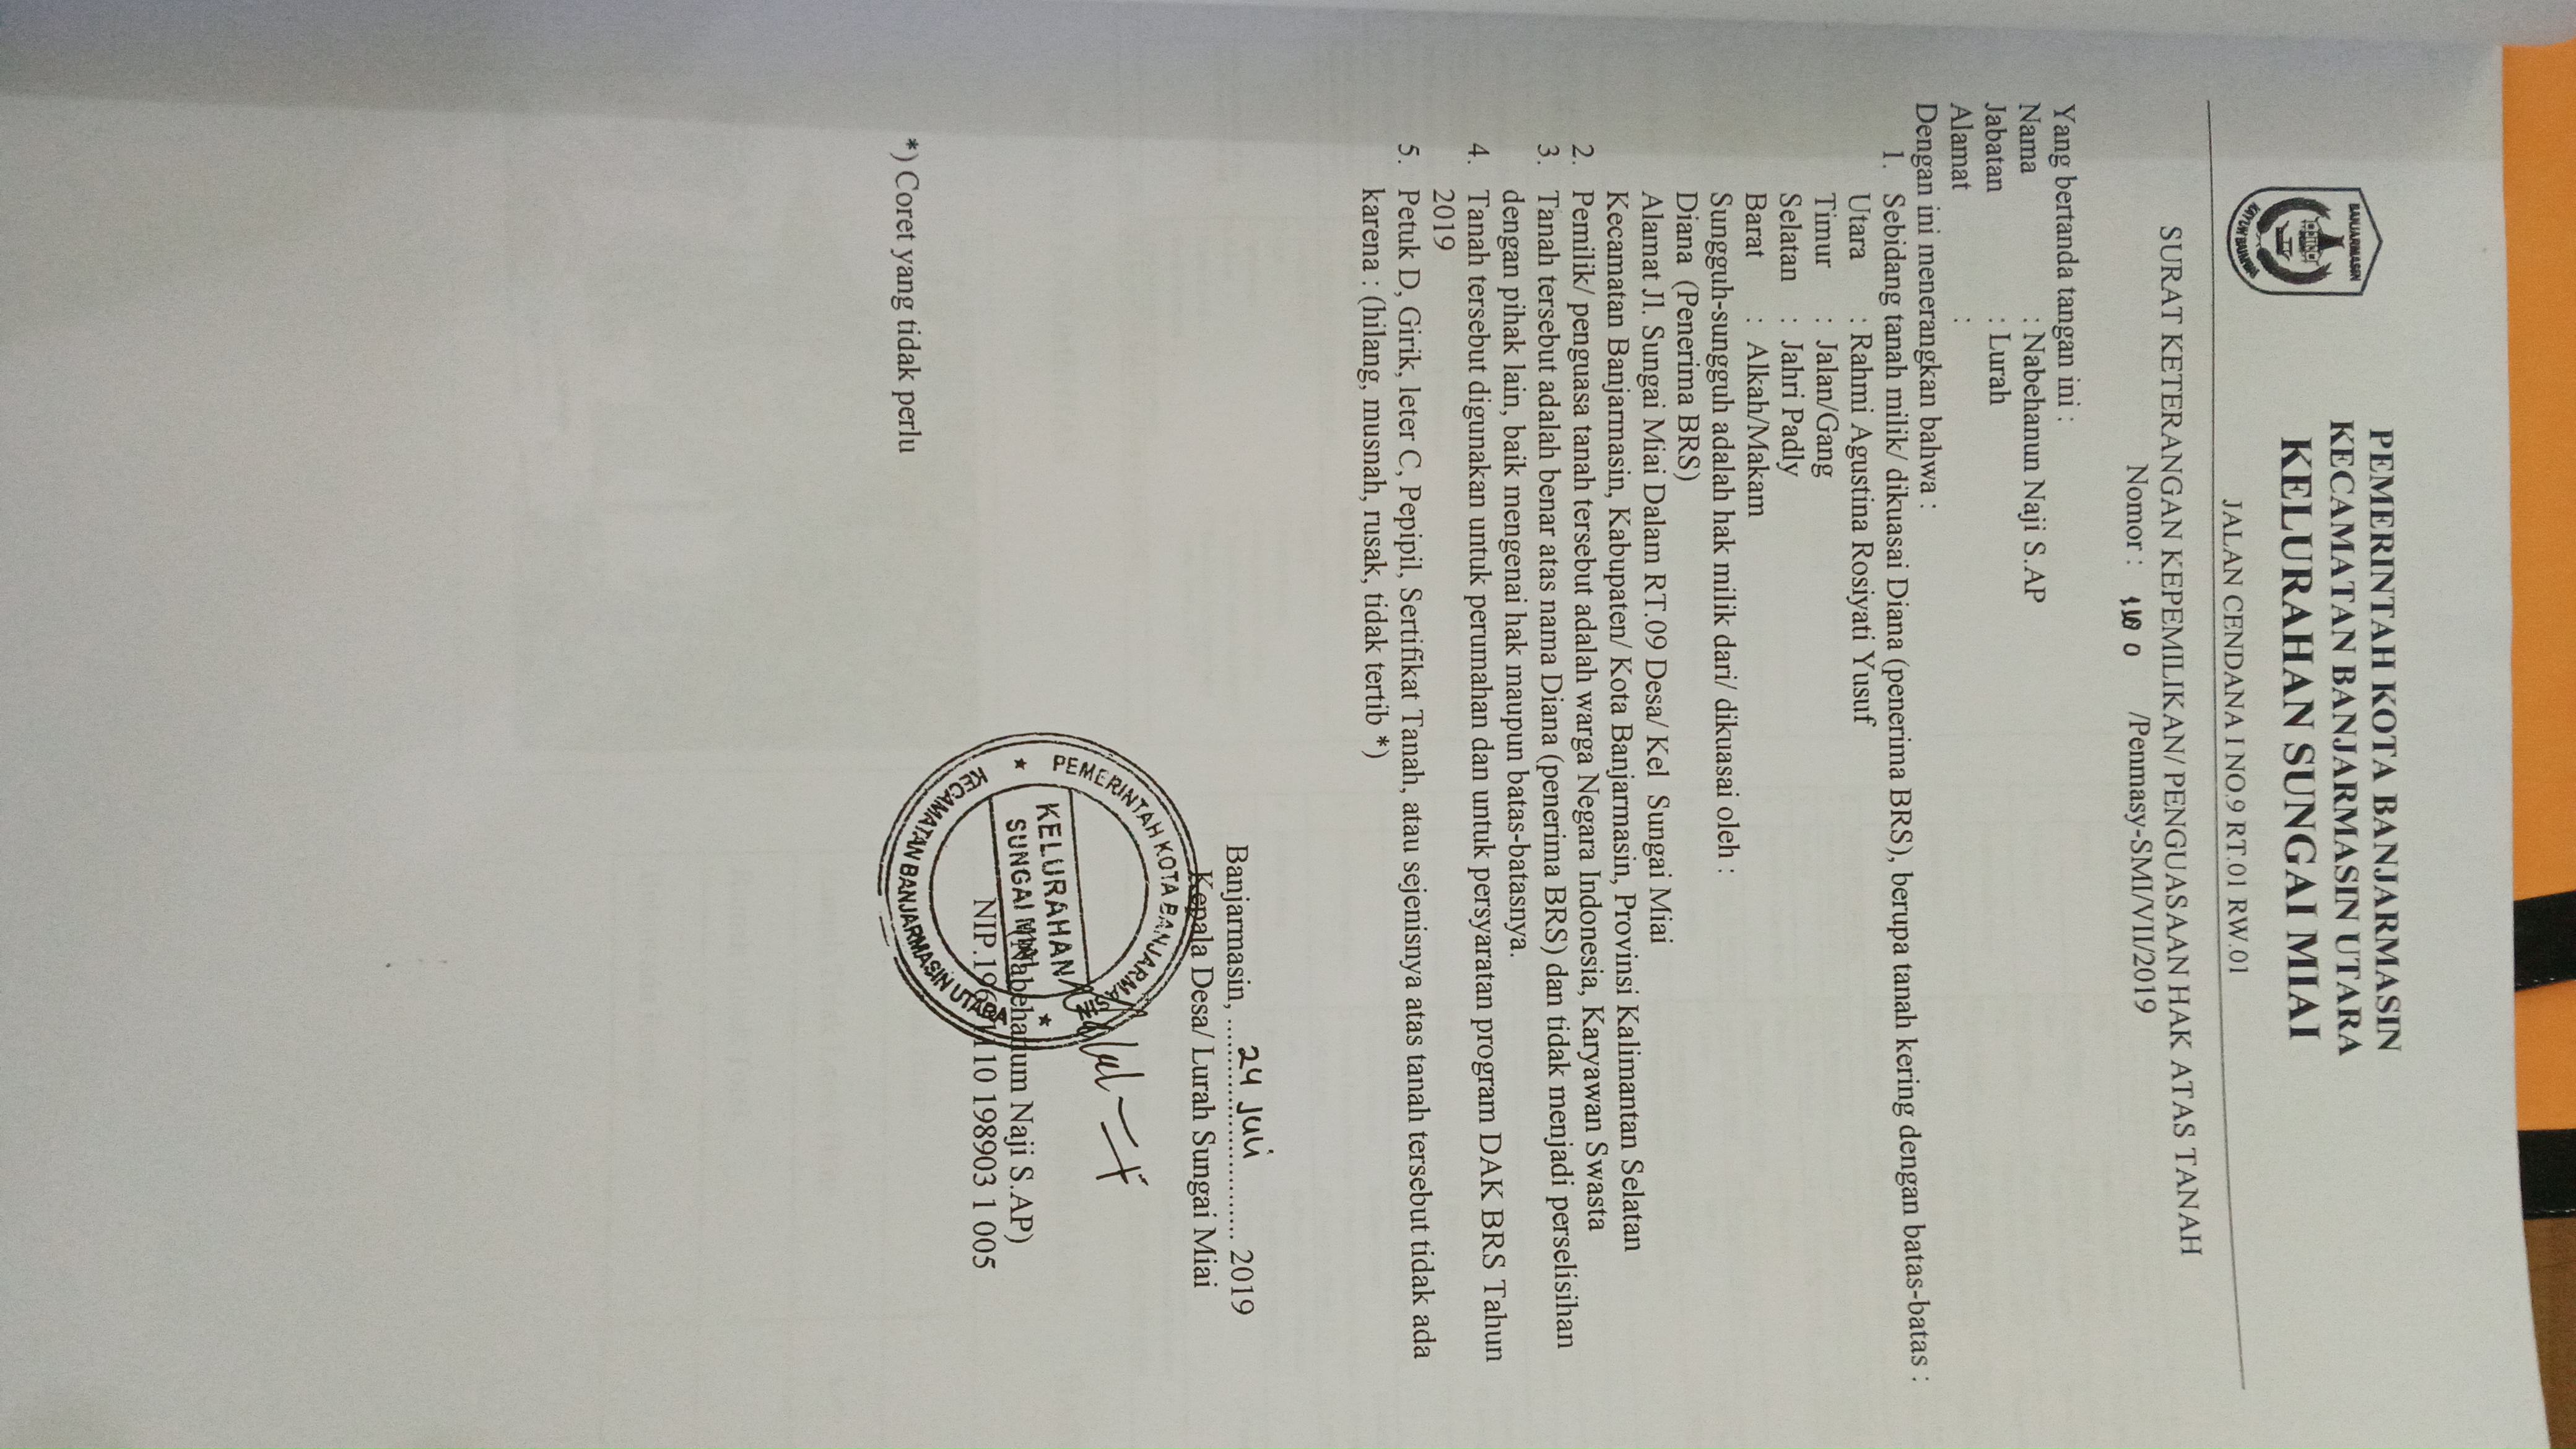 PEMERINTAH KOTA BANJARMASIN
KECAMATAN BANJARMASIN UTARA
KELURAHAN SUNGAI MIAI
JALAN CENDANA I NO.9 RT.01 RW.01
BANJARMASIN
KAYUH BAIMBAI
SURAT KETERANGAN KEPEMILIKAN/ PENGUASAAN HAK ATAS TANAH
Nomor : /Penmasy-SMI/VII/2019
Yang bertanda tangan ini :
Nama : Nabehanun Naji S.AP
Jabatan : Lurah
Alamat :
Dengan ini menerangkan bahwa :
1. Sebidang tanah milik/ dikuasai Diana (penerima BRS), berupa tanah kering dengan batas-batas :
Utara : Rahmi Agustina Rosiyati Yusuf
Timur : Jalan/Gang
Selatan : Jahri Padly
Barat : Alkah/Makam
Sungguh-sungguh adalah hak milik dari/ dikuasai oleh :
Diana (Penerima BRS)
Alamat Jl. Sungai Miai Dalam RT.09 Desa/ Kel Sungai Miai
Kecamatan Banjarmasin, Kabupaten/ Kota Banjarmasin, Provinsi Kalimantan Selatan
2. Pemilik/ penguasa tanah tersebut adalah warga Negara Indonesia, Karyawan Swasta
3. Tanah tersebut adalah benar atas nama Diana (penerima BRS) dan tidak menjadi perselisihan
dengan pihak lain, baik mengenai hak maupun batas-batasnya.
4. Tanah tersebut digunakan untuk perumahan dan untuk persyaratan program DAK BRS Tahun
2019
5. Petuk D, Girik, leter C, Pepipil, Sertifikat Tanah, atau sejenisnya atas tanah tersebut tidak ada
karena : (hilang, musnah, rusak, tidak tertib *)
Banjarmasin, 24 Juli 2019
Kepala Desa/ Lurah Sungai Miai
PEMERINTAH KOTA BANJARMASIN
KELURAHAN
SUNGAI MIAI
KECAMATAN BANJARMASIN UTARA
(Nabehanum Naji S.AP)
NIP. 10 198903 1 005
*) Coret yang tidak perlu